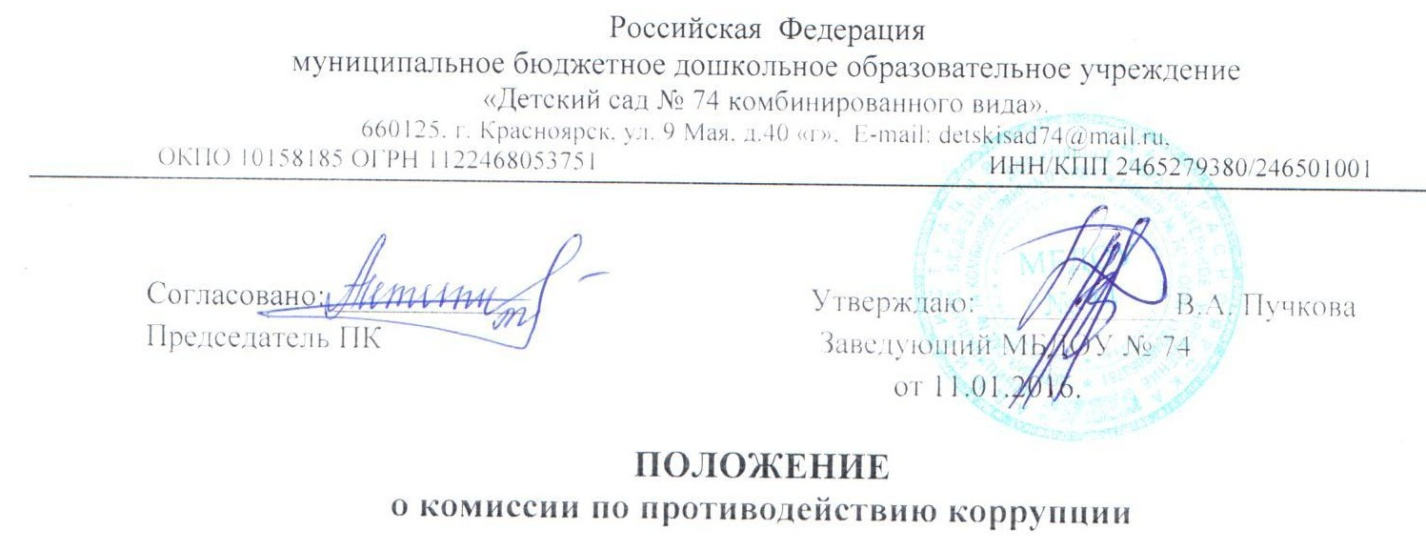 Российская Федерация
муниципальное бюджетное дошкольное образовательное учреждение
«Детский сад № 74 комбинированного вида».
660125. г. Красноярск. ул. 9 Мая. д.40 «г». E-mail: detskisad74@mail.ru.
ОКПО 10158185 ОГРН 1122468053751 ИНН/КПП 2465279380/246501001
Согласовано: Утверждаю: В.А. Пучкова
Председатель ПК Заведующий МБДОУ № 74
от 11.01.2016.
ПОЛОЖЕНИЕ
о комиссии по противодействию коррупции